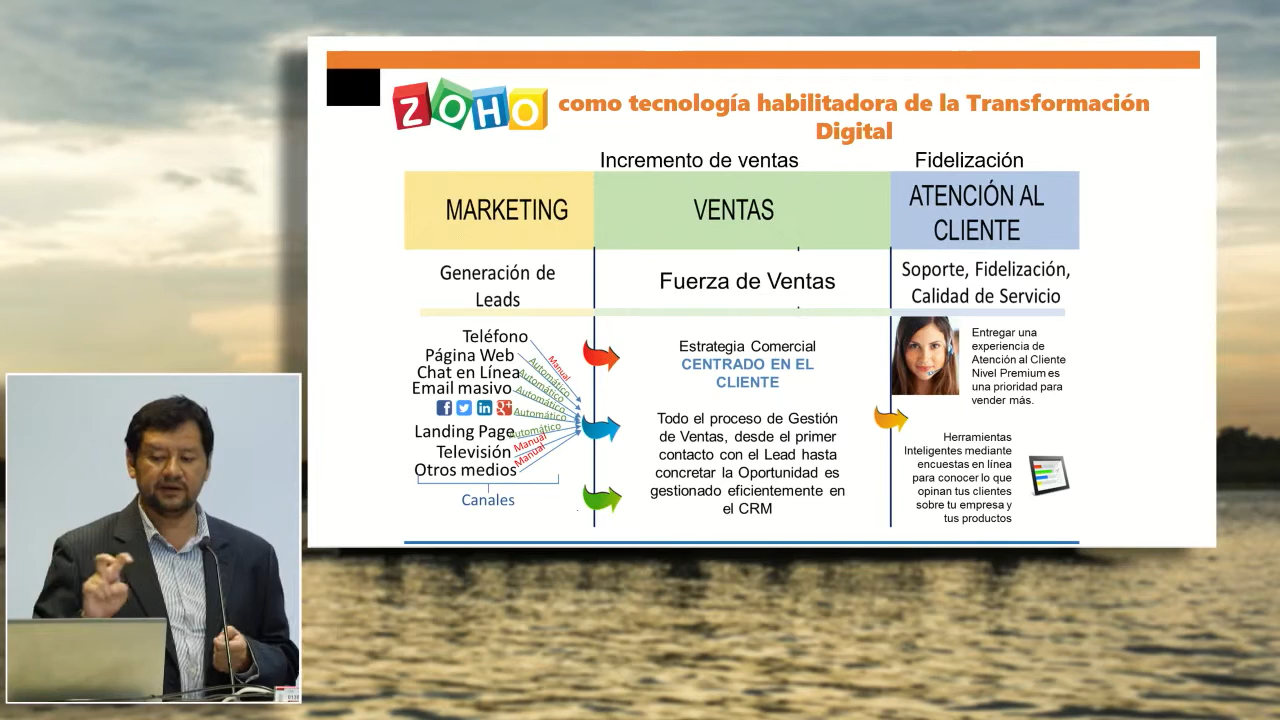 ZOHO como tecnología habilitadora de la Transformación
Digital
Incremento de ventas
Fidelización
MARKETING
VENTAS
ATENCIÓN AL
CLIENTE
Generación de
Leads
Fuerza de Ventas
Soporte, Fidelización,
Calidad de Servicio
Teléfono
Página Web
Chat en Línea
Email masivo
Landing Page
Televisión
Otros medios
Canales
Manual
Automático
Automático
Automático
Automático
Automático
Manual
Manual
Estrategia Comercial
CENTRADO EN EL
CLIENTE
Todo el proceso de Gestión
de Ventas, desde el primer
contacto con el Lead hasta
concretar la Oportunidad es
gestionado eficientemente en
el CRM
Entregar una
experiencia de
Atención al Cliente
Nivel Premium es
una prioridad para
vender más.
Herramientas
Inteligentes mediante
encuestas en línea
para conocer lo que
opinan tus clientes
sobre tu empresa y
tus productos